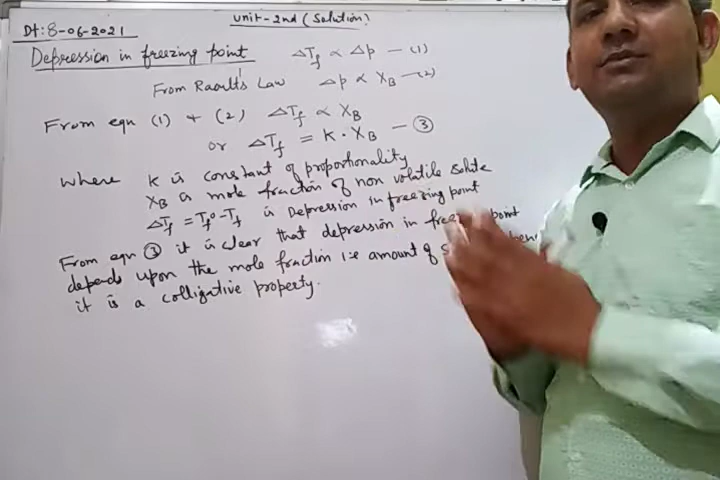 Unit-2nd (Solution)
Dt:8-06-2021
Depression in freezing point ΔTf ∝ Δp — (1)
From Raoult's Law Δp ∝ XB — (2)
From eqn (1) + (2) ΔTf ∝ XB
or ΔTf = K · XB — ③
Where K is constant of proportionality
XB is mole fraction of non volatile solute
ΔTf = Tf° - Tf is Depression in freezing point
From eqn ③ it is clear that depression in point
depends upon the mole fraction i.e amount of
it is a colligative property.